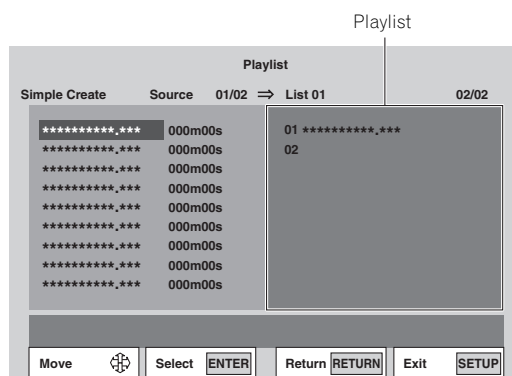 Playlist
Playlist
Simple Create Source 01/02 ⇒ List 01 02/02
**********.*** 000m00s 01 **********.***
**********.*** 000m00s 02
**********.*** 000m00s
**********.*** 000m00s
**********.*** 000m00s
**********.*** 000m00s
**********.*** 000m00s
**********.*** 000m00s
**********.*** 000m00s
Move Select ENTER Return RETURN Exit SETUP